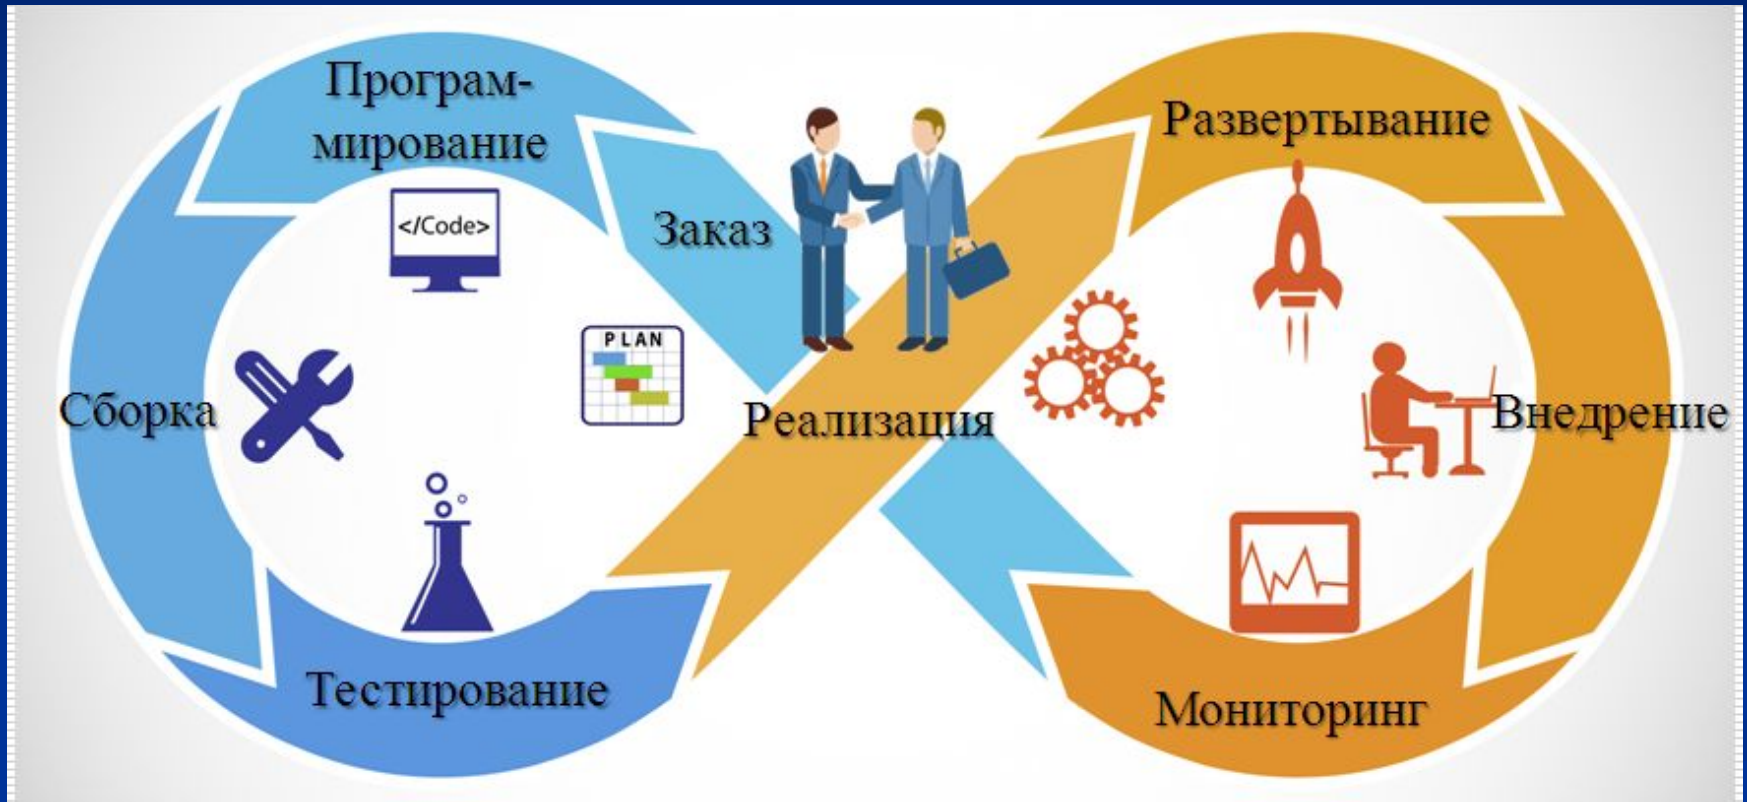 Програм-
мирование
Развертывание
</Code>
Заказ
PLAN
Сборка
Реализация
Внедрение
Тестирование
Мониторинг